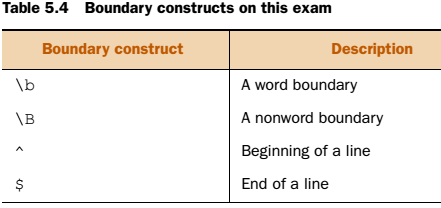 Table 5.4 Boundary constructs on this exam
Boundary construct Description
\b A word boundary
\B A nonword boundary
^ Beginning of a line
$ End of a line